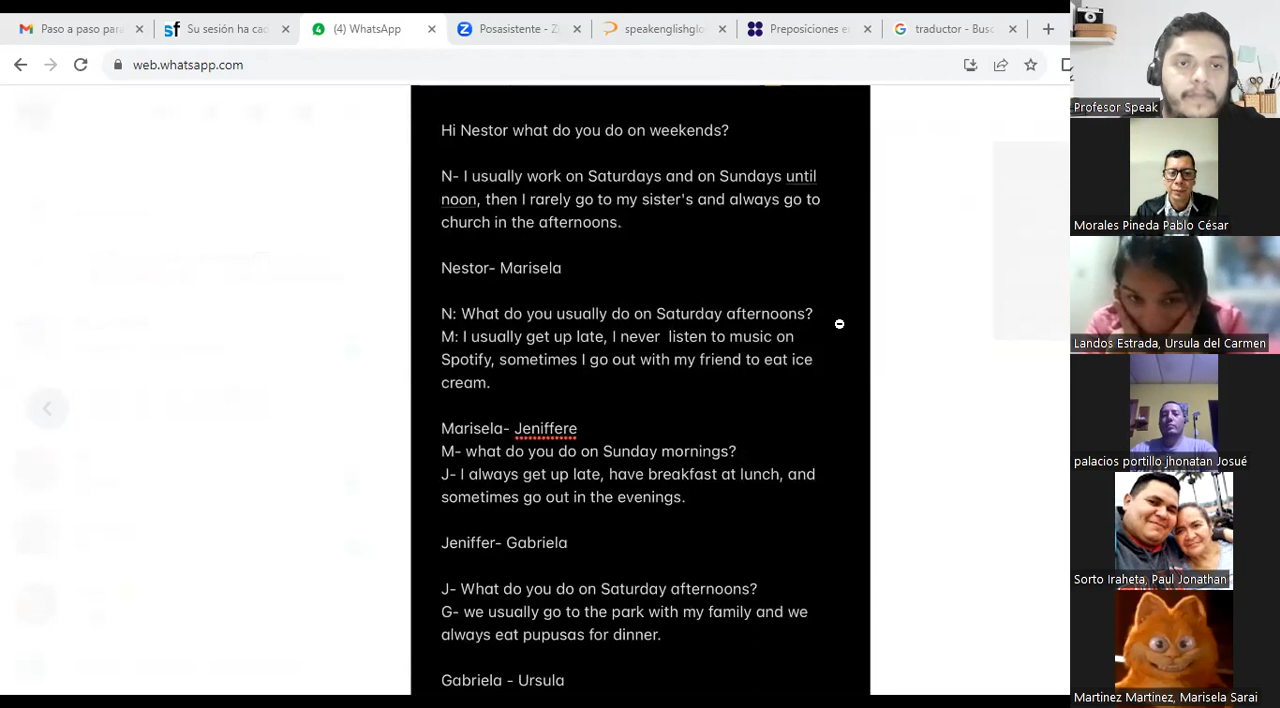 Paso a paso para
Su sesión ha cad
(4) WhatsApp
Posasistente - Z
speakenglishglo
Preposiciones e
traductor - Bus
web.whatsapp.com
Hi Nestor what do you do on weekends?
N- I usually work on Saturdays and on Sundays until
noon, then I rarely go to my sister's and always go to
church in the afternoons.
Nestor- Marisela
N: What do you usually do on Saturday afternoons?
M: I usually get up late, I never listen to music on
Spotify, sometimes I go out with my friend to eat ice
cream.
Marisela- Jeniffere
M- what do you do on Sunday mornings?
J- I always get up late, have breakfast at lunch, and
sometimes go out in the evenings.
Jeniffer- Gabriela
J- What do you do on Saturday afternoons?
G- we usually go to the park with my family and we
always eat pupusas for dinner.
Gabriela - Ursula
Profesor Speak
Morales Pineda Pablo César
Landos Estrada, Ursula del Carmen
palacios portillo jhonatan Josué
Sorto Iraheta, Paul Jonathan
Martinez Martinez, Marisela Sarai